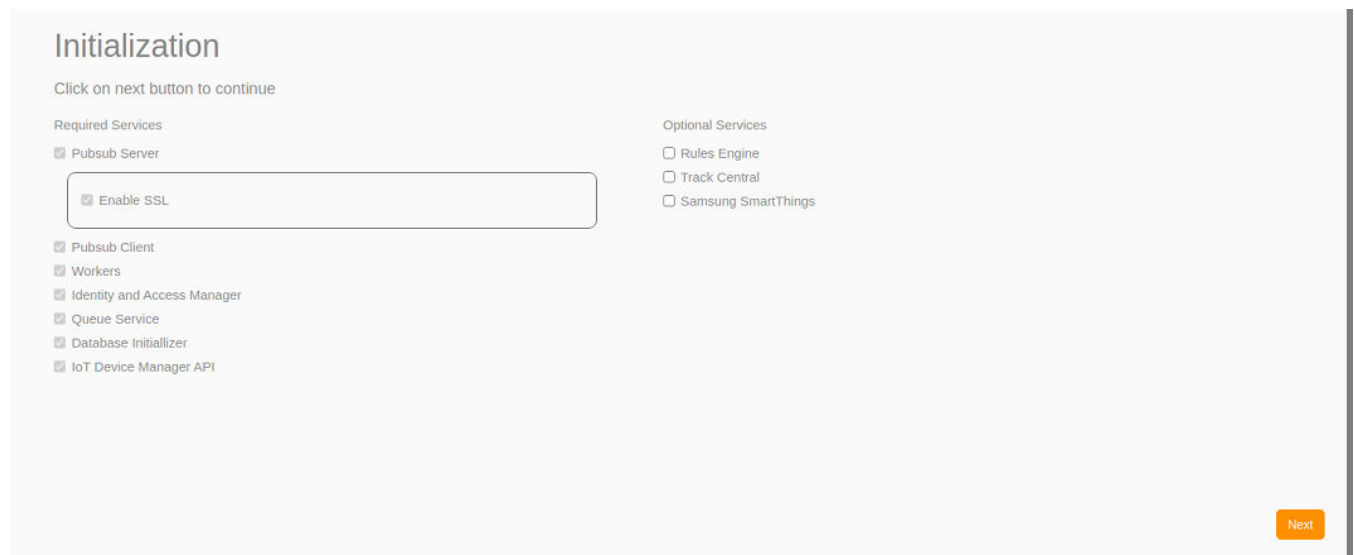 Initialization
Click on next button to continue
Required Services
Pubsub Server
Enable SSL
Pubsub Client
Workers
Identity and Access Manager
Queue Service
Database Initiallizer
IoT Device Manager API
Optional Services
Rules Engine
Track Central
Samsung SmartThings
Next